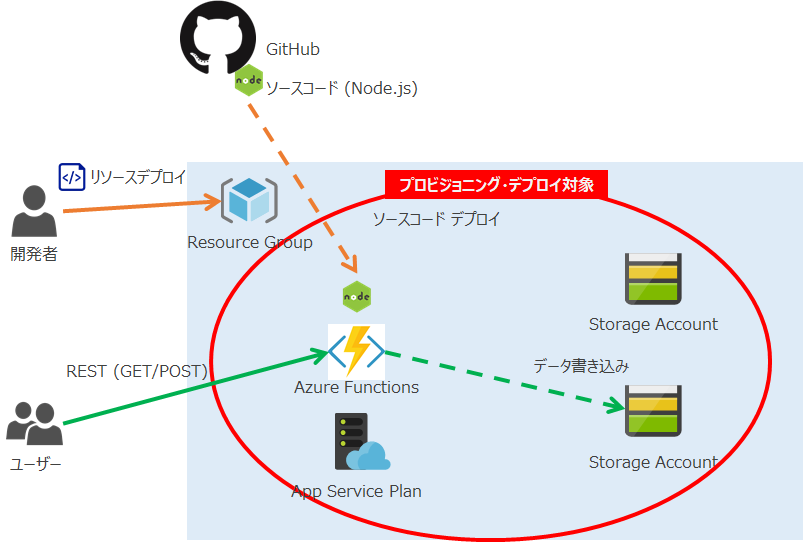 GitHub
node
ソースコード (Node.js)
リソースデプロイ
プロビジョニング・デプロイ対象
開発者
Resource Group
ソースコード デプロイ
node
Storage Account
REST (GET/POST)
Azure Functions
データ書き込み
ユーザー
App Service Plan
Storage Account